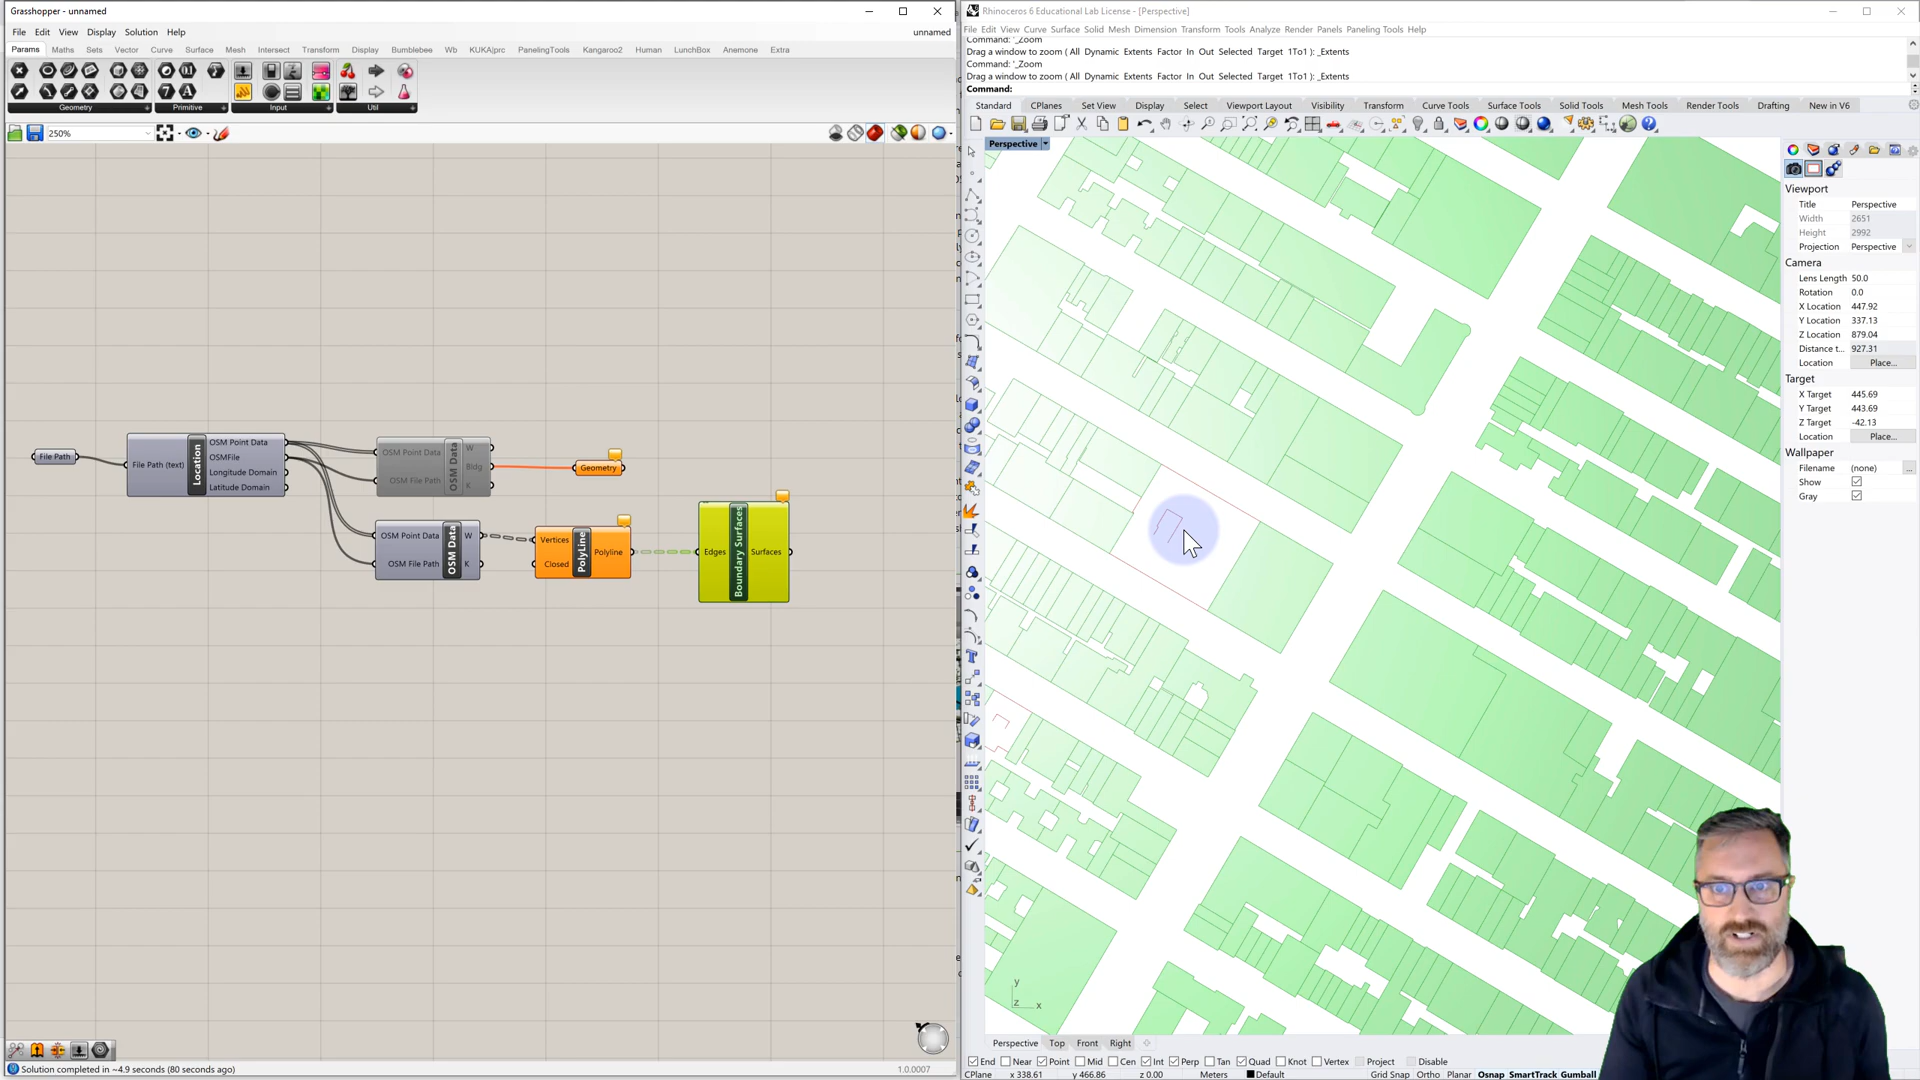 Grasshopper - unnamed
File Edit View Display Solution Help
unnamed
Params Maths Sets Vector Curve Surface Mesh Intersect Transform Display Bumblebee Wb KUKA|prc PanelingTools Kangaroo2 Human LunchBox Anemone Extra
Geometry
Primitive
Input
Util
250%
File Path
File Path (text)
Location
OSM Point Data
OSMFile
Longitude Domain
Latitude Domain
OSM Point Data
OSM File Path
OSM Data
W
Bldg
K
Geometry
OSM Point Data
OSM File Path
OSM Data
W
K
Vertices
Closed
PolyLine
Polyline
Edges
Boundary Surfaces
Surfaces
Solution completed in ~4.9 seconds (80 seconds ago)
1.0.0007
Rhinoceros 6 Educational Lab License - [Perspective]
File Edit View Curve Surface Solid Mesh Dimension Transform Tools Analyze Render Panels Paneling Tools Help
Command: '_Zoom
Drag a window to zoom ( All Dynamic Extents Factor In Out Selected Target 1To1 ): _Extents
Command: '_Zoom
Drag a window to zoom ( All Dynamic Extents Factor In Out Selected Target 1To1 ): _Extents
Command:
Standard CPlanes Set View Display Select Viewport Layout Visibility Transform Curve Tools Surface Tools Solid Tools Mesh Tools Render Tools Drafting New in V6
Perspective
y
z x
Viewport
Title Perspective
Width 2651
Height 2992
Projection Perspective
Camera
Lens Length 50.0
Rotation 0.0
X Location 447.92
Y Location 337.13
Z Location 879.04
Distance t... 927.31
Location Place...
Target
X Target 445.69
Y Target 443.69
Z Target -42.13
Location Place...
Wallpaper
Filename (none) ...
Show
Gray
Perspective Top Front Right
End Near Point Mid Cen Int Perp Tan Quad Knot Vertex Project Disable
CPlane x 338.61 y 466.86 z 0.00 Meters Default Grid Snap Ortho Planar Osnap SmartTrack Gumball